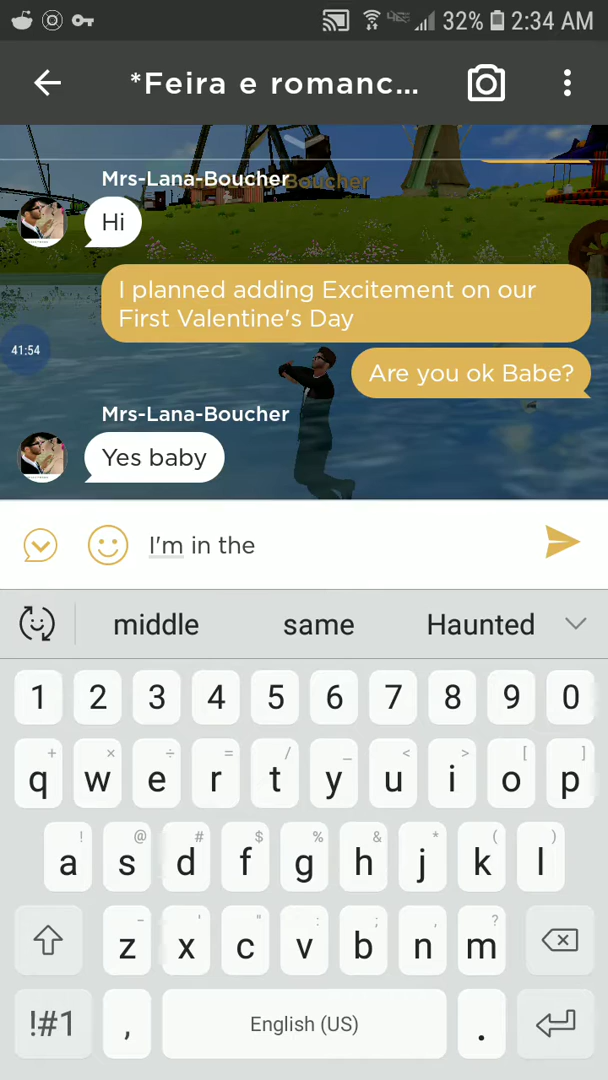 32% 2:34 AM
*Feira e romanc...
Mrs-Lana-Boucher
Boucher
Hi
I planned adding Excitement on our
First Valentine's Day
41:54
Are you ok Babe?
Mrs-Lana-Boucher
Yes baby
I'm in the
middle same Haunted
1 2 3 4 5 6 7 8 9 0
+ × ÷ = / _ < > [ ]
q w e r t y u i o p
! @ # $ % & * ( )
a s d f g h j k l
- ' " : ; , ?
z x c v b n m
!#1 , English (US) .